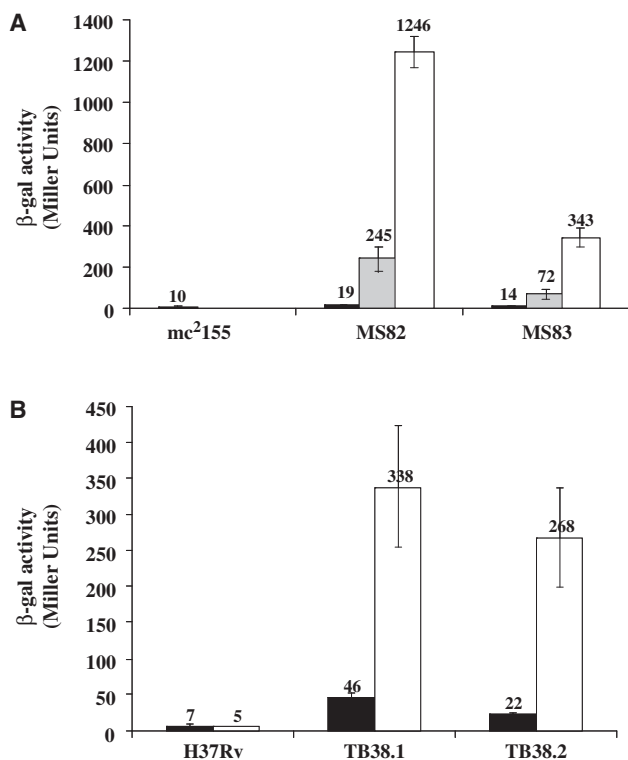 A
β-gal activity
(Miller Units)
1400
1200
1000
800
600
400
200
0
10
19
245
1246
14
72
343
mc²155
MS82
MS83
B
β-gal activity
(Miller Units)
450
400
350
300
250
200
150
100
50
0
7
5
46
338
22
268
H37Rv
TB38.1
TB38.2